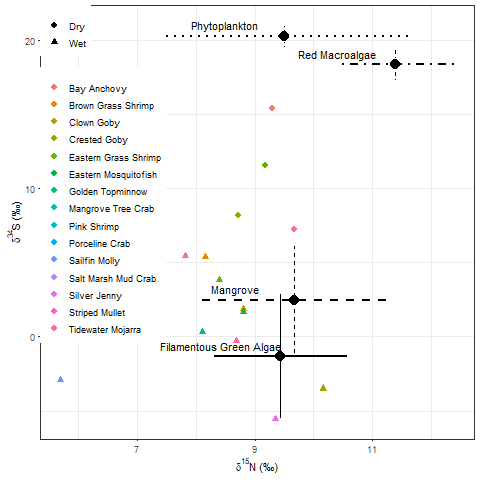 Dry
Wet
Bay Anchovy
Brown Grass Shrimp
Clown Goby
Crested Goby
Eastern Grass Shrimp
Eastern Mosquitofish
Golden Topminnow
Mangrove Tree Crab
Pink Shrimp
Porceline Crab
Sailfin Molly
Salt Marsh Mud Crab
Silver Jenny
Striped Mullet
Tidewater Mojarra
Phytoplankton
Red Macroalgae
Mangrove
Filamentous Green Algae
20
10
0
δ³⁴S (‰)
7
9
11
δ¹⁵N (‰)